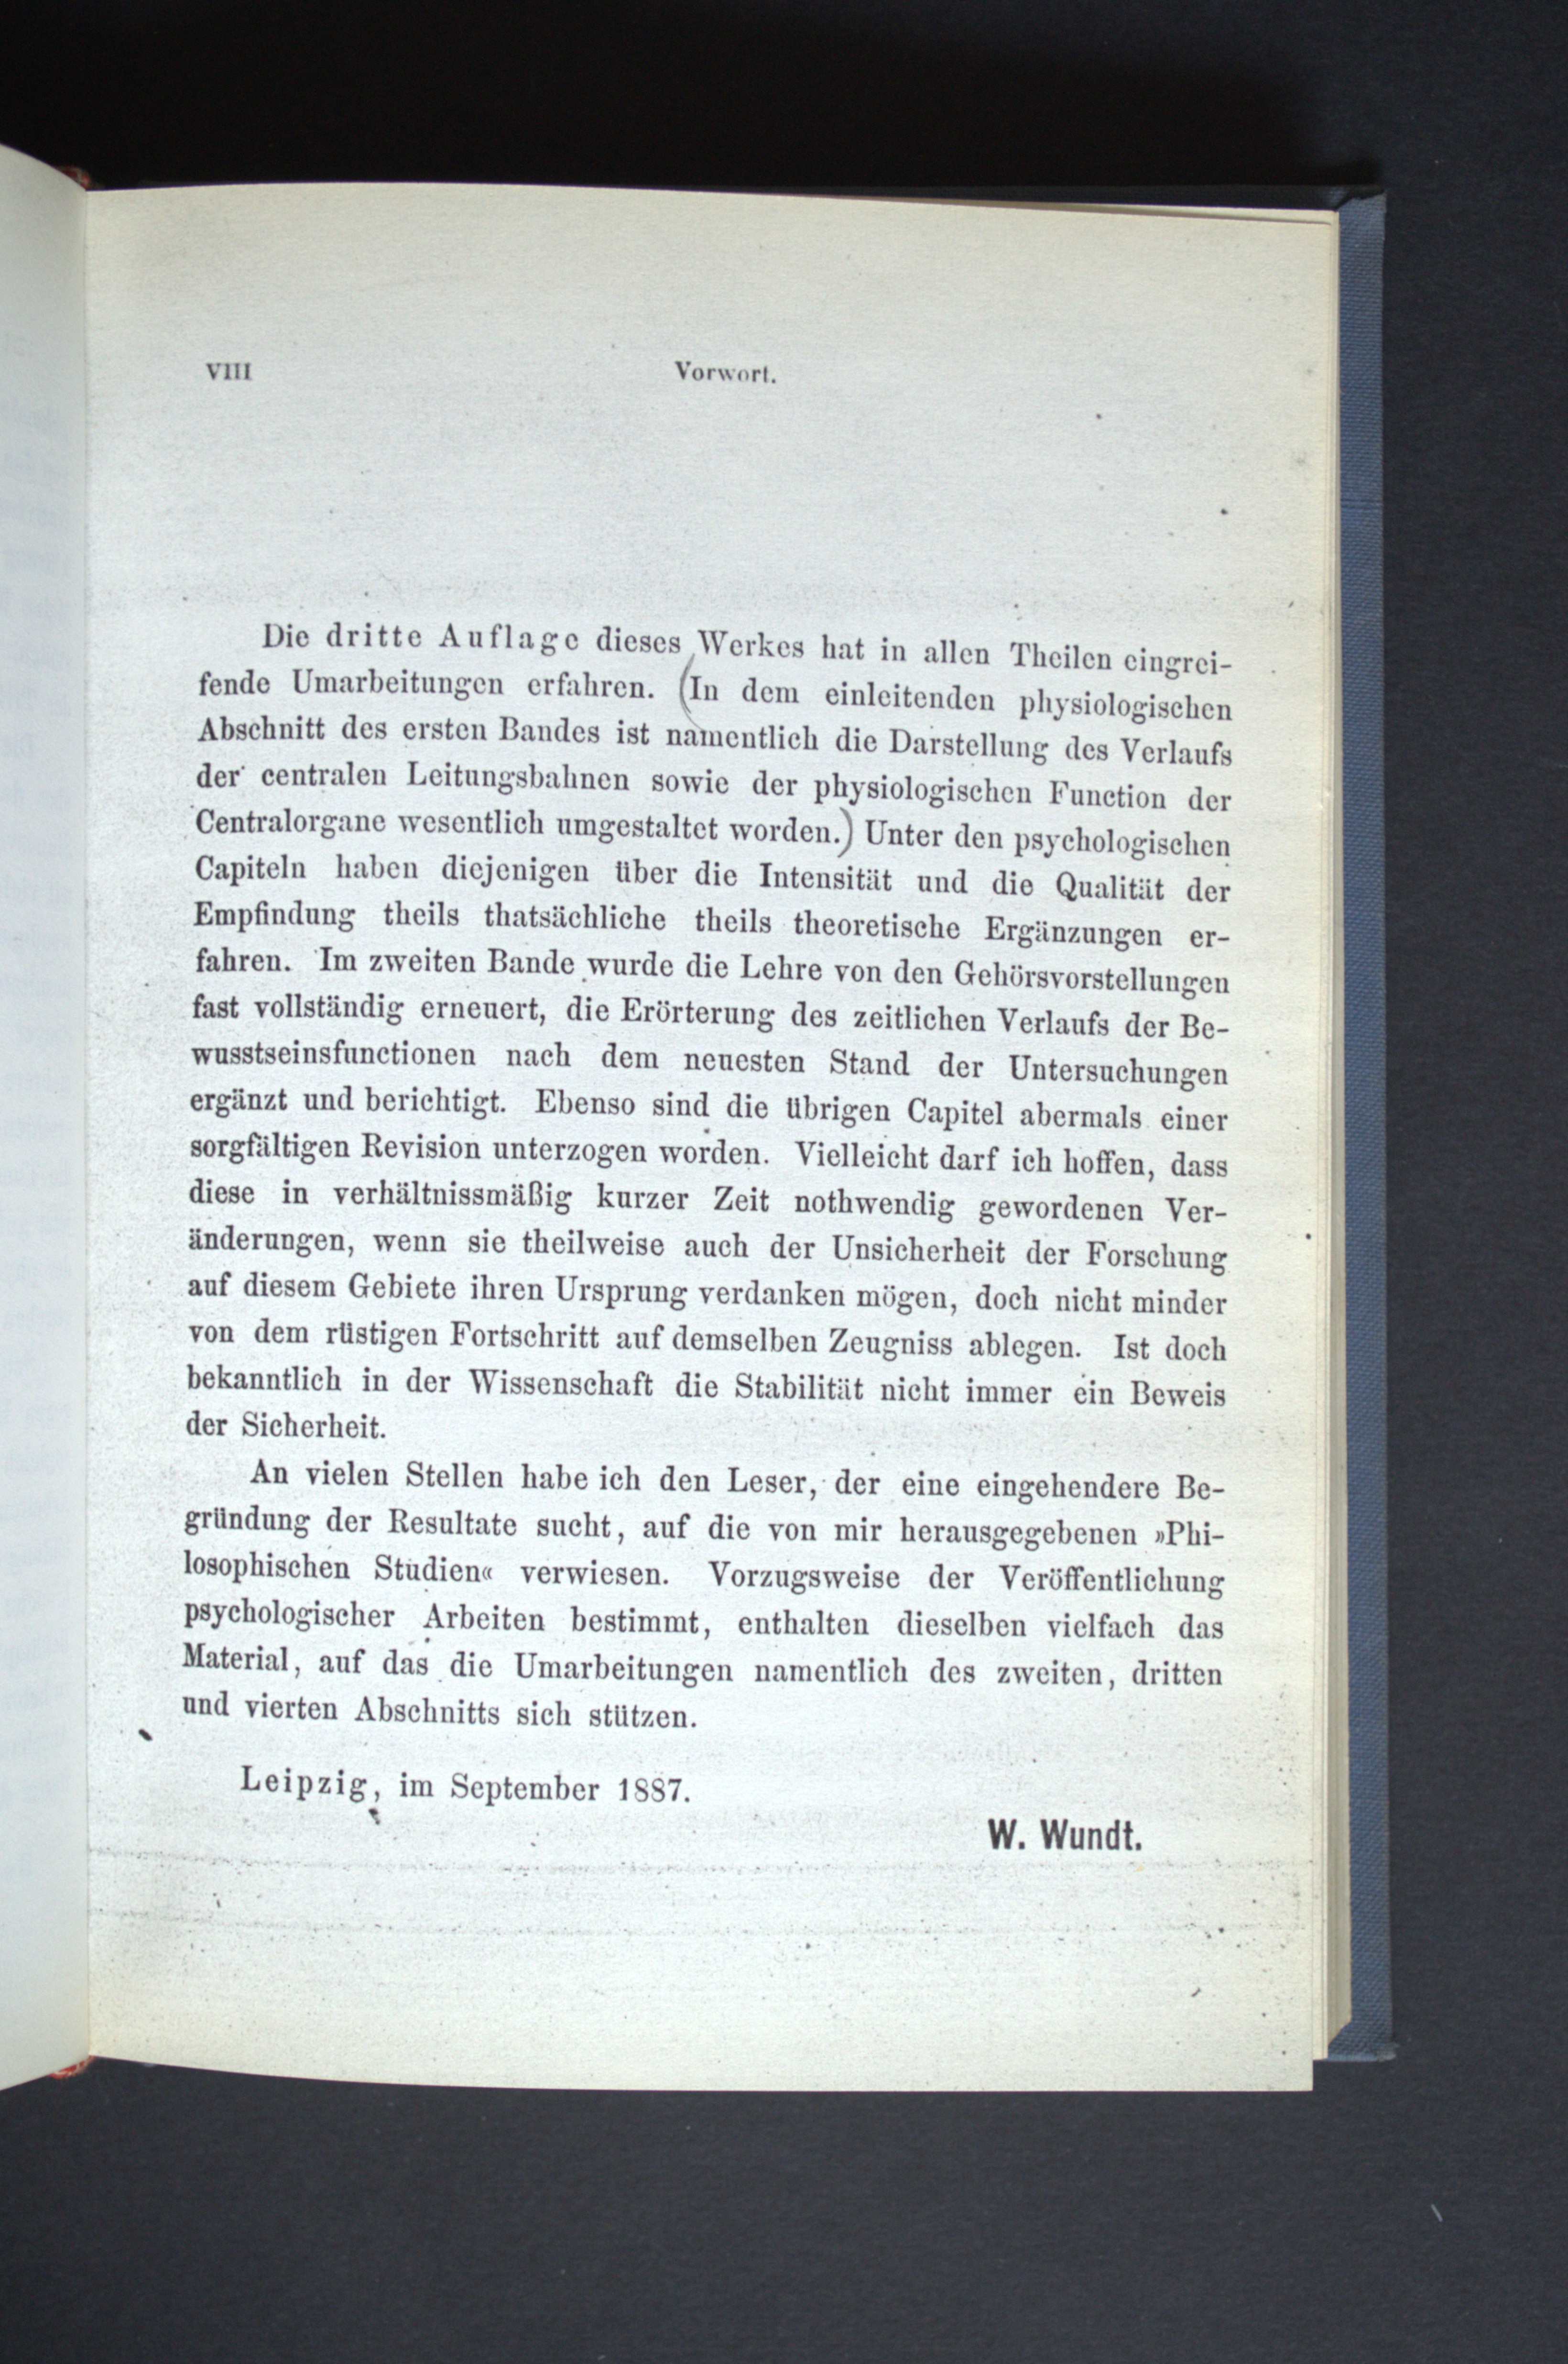 VIII Vorwort.
Die dritte Auflage dieses Werkes hat in allen Theilen eingrei-
fende Umarbeitungen erfahren. (In dem einleitenden physiologischen
Abschnitt des ersten Bandes ist namentlich die Darstellung des Verlaufs
der centralen Leitungsbahnen sowie der physiologischen Function der
Centralorgane wesentlich umgestaltet worden.) Unter den psychologischen
Capiteln haben diejenigen über die Intensität und die Qualität der
Empfindung theils thatsächliche theils theoretische Ergänzungen er-
fahren. Im zweiten Bande wurde die Lehre von den Gehörsvorstellungen
fast vollständig erneuert, die Erörterung des zeitlichen Verlaufs der Be-
wusstseinsfunctionen nach dem neuesten Stand der Untersuchungen
ergänzt und berichtigt. Ebenso sind die übrigen Capitel abermals einer
sorgfältigen Revision unterzogen worden. Vielleicht darf ich hoffen, dass
diese in verhältnissmäßig kurzer Zeit nothwendig gewordenen Ver-
änderungen, wenn sie theilweise auch der Unsicherheit der Forschung
auf diesem Gebiete ihren Ursprung verdanken mögen, doch nicht minder
von dem rüstigen Fortschritt auf demselben Zeugniss ablegen. Ist doch
bekanntlich in der Wissenschaft die Stabilität nicht immer ein Beweis
der Sicherheit.
An vielen Stellen habe ich den Leser, der eine eingehendere Be-
gründung der Resultate sucht, auf die von mir herausgegebenen »Phi-
losophischen Studien« verwiesen. Vorzugsweise der Veröffentlichung
psychologischer Arbeiten bestimmt, enthalten dieselben vielfach das
Material, auf das die Umarbeitungen namentlich des zweiten, dritten
und vierten Abschnitts sich stützen.
Leipzig, im September 1887.
W. Wundt.